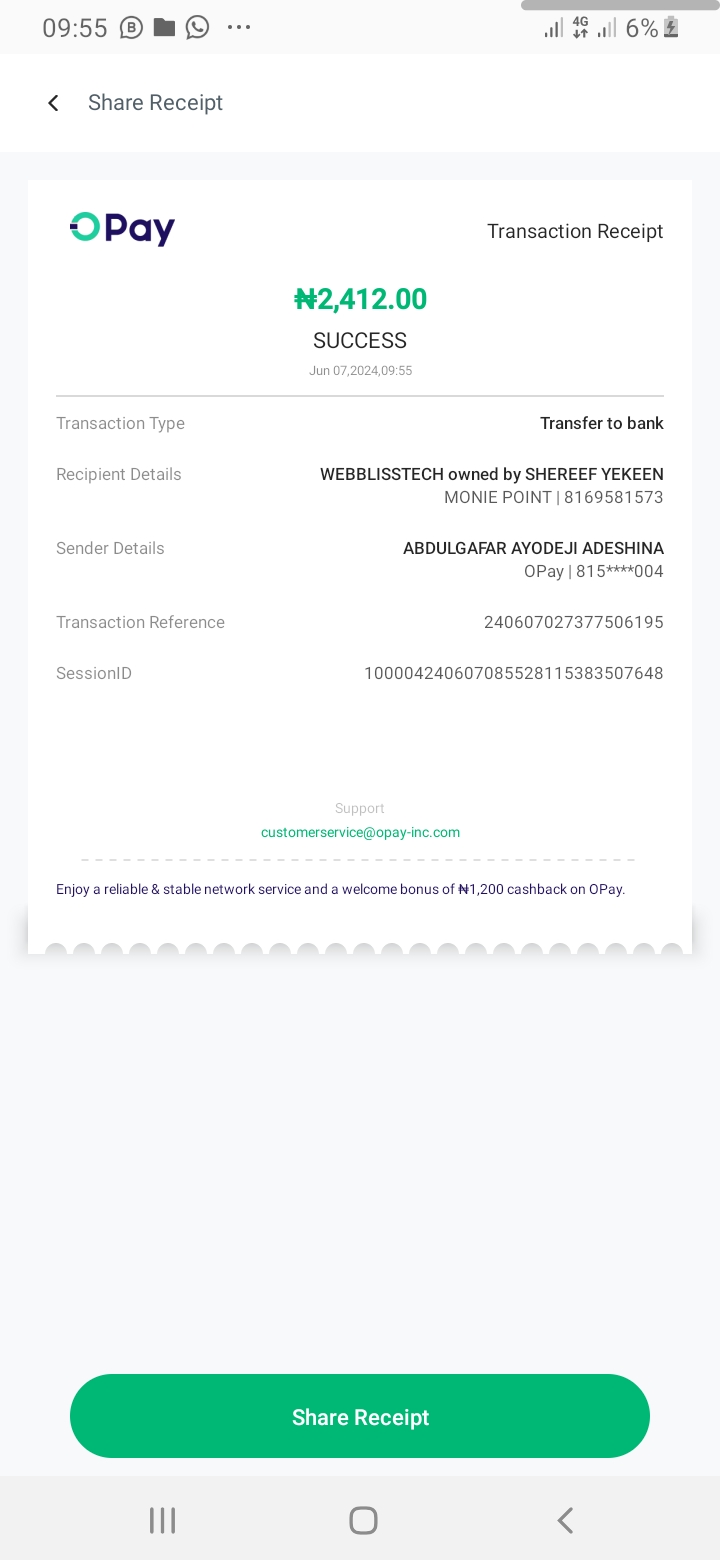 09:55 B 4G 6%
Share Receipt
OPay
Transaction Receipt
₦2,412.00
SUCCESS
Jun 07,2024,09:55
Transaction Type Transfer to bank
Recipient Details WEBBLISSTECH owned by SHEREEF YEKEEN
MONIE POINT | 8169581573
Sender Details ABDULGAFAR AYODEJI ADESHINA
OPay | 815****004
Transaction Reference 240607027377506195
SessionID 100004240607085528115383507648
Support
customerservice@opay-inc.com
Enjoy a reliable & stable network service and a welcome bonus of ₦1,200 cashback on OPay.
Share Receipt